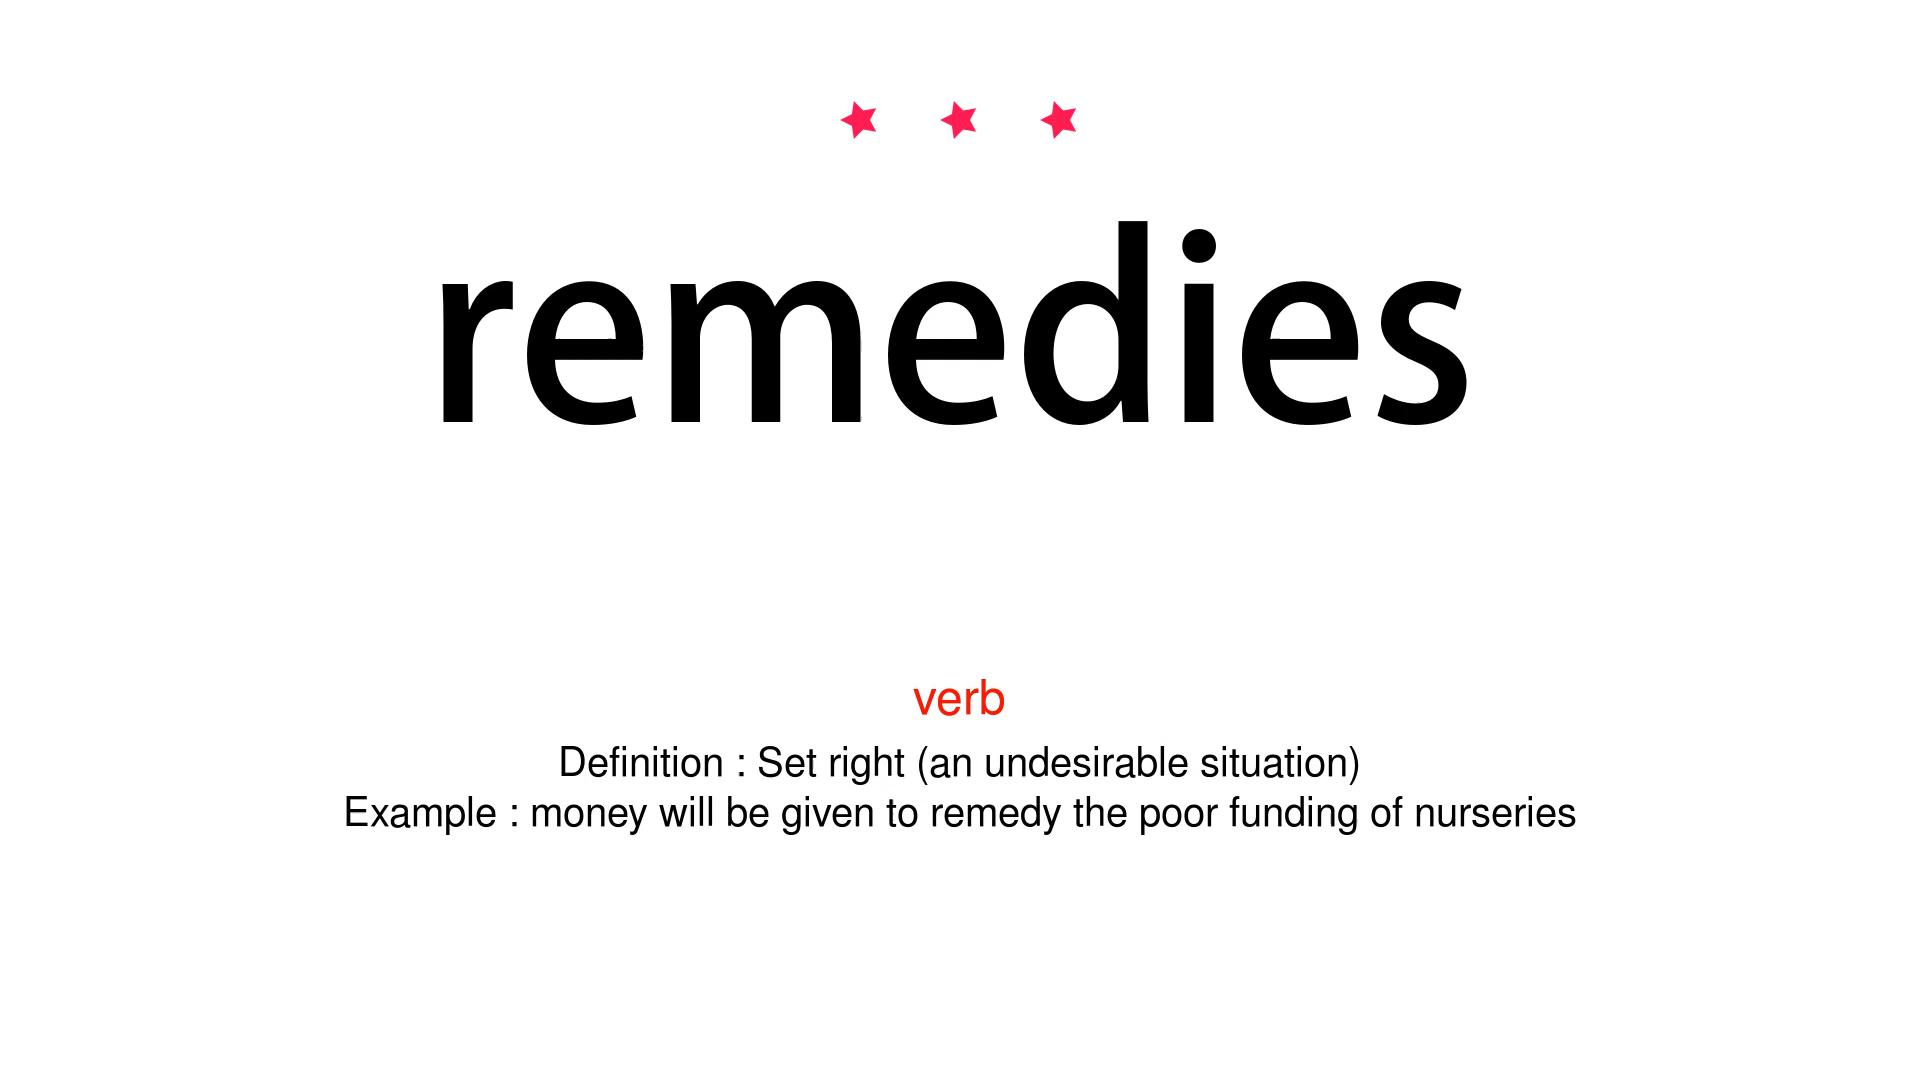 remedies
verb
Definition : Set right (an undesirable situation)
Example : money will be given to remedy the poor funding of nurseries